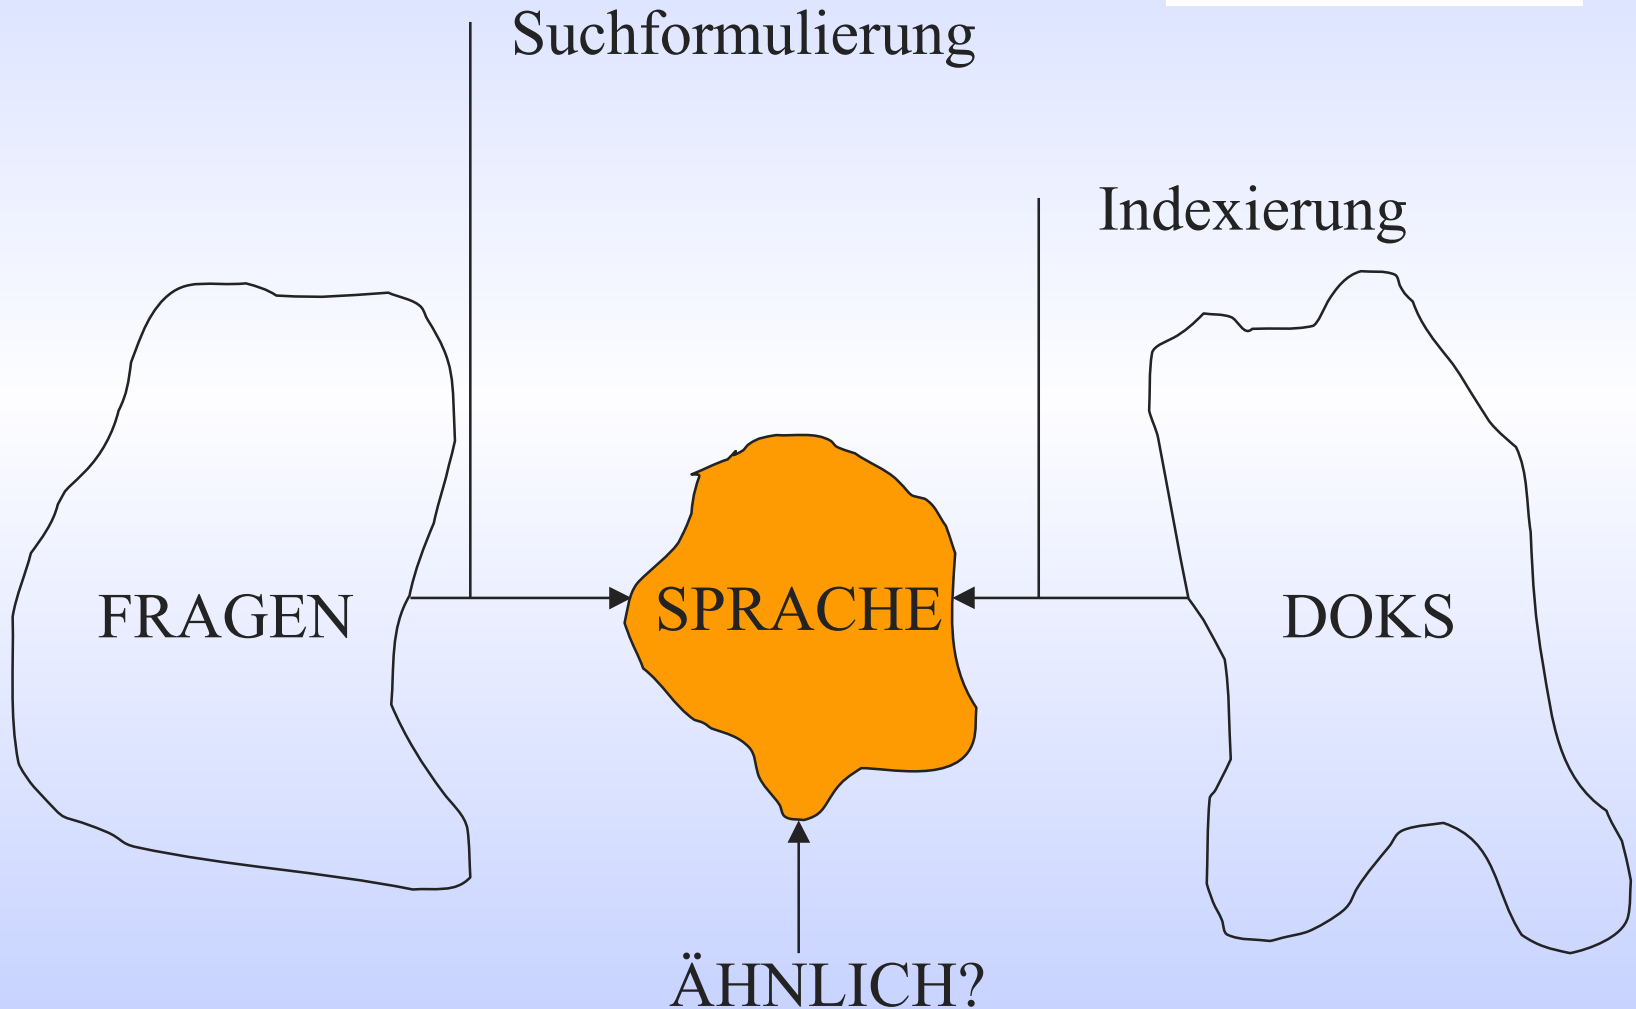 Suchformulierung
Indexierung
FRAGEN
SPRACHE
DOKS
ÄHNLICH?